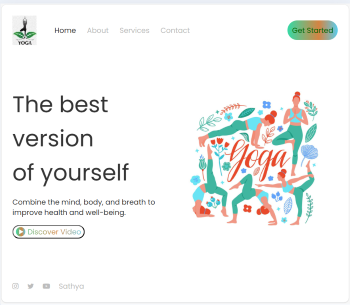 YOGA
Home About Services Contact
Get Started
The best
version
of yourself
Combine the mind, body, and breath to
improve health and well-being.
Discover Video
Yoga
Sathya